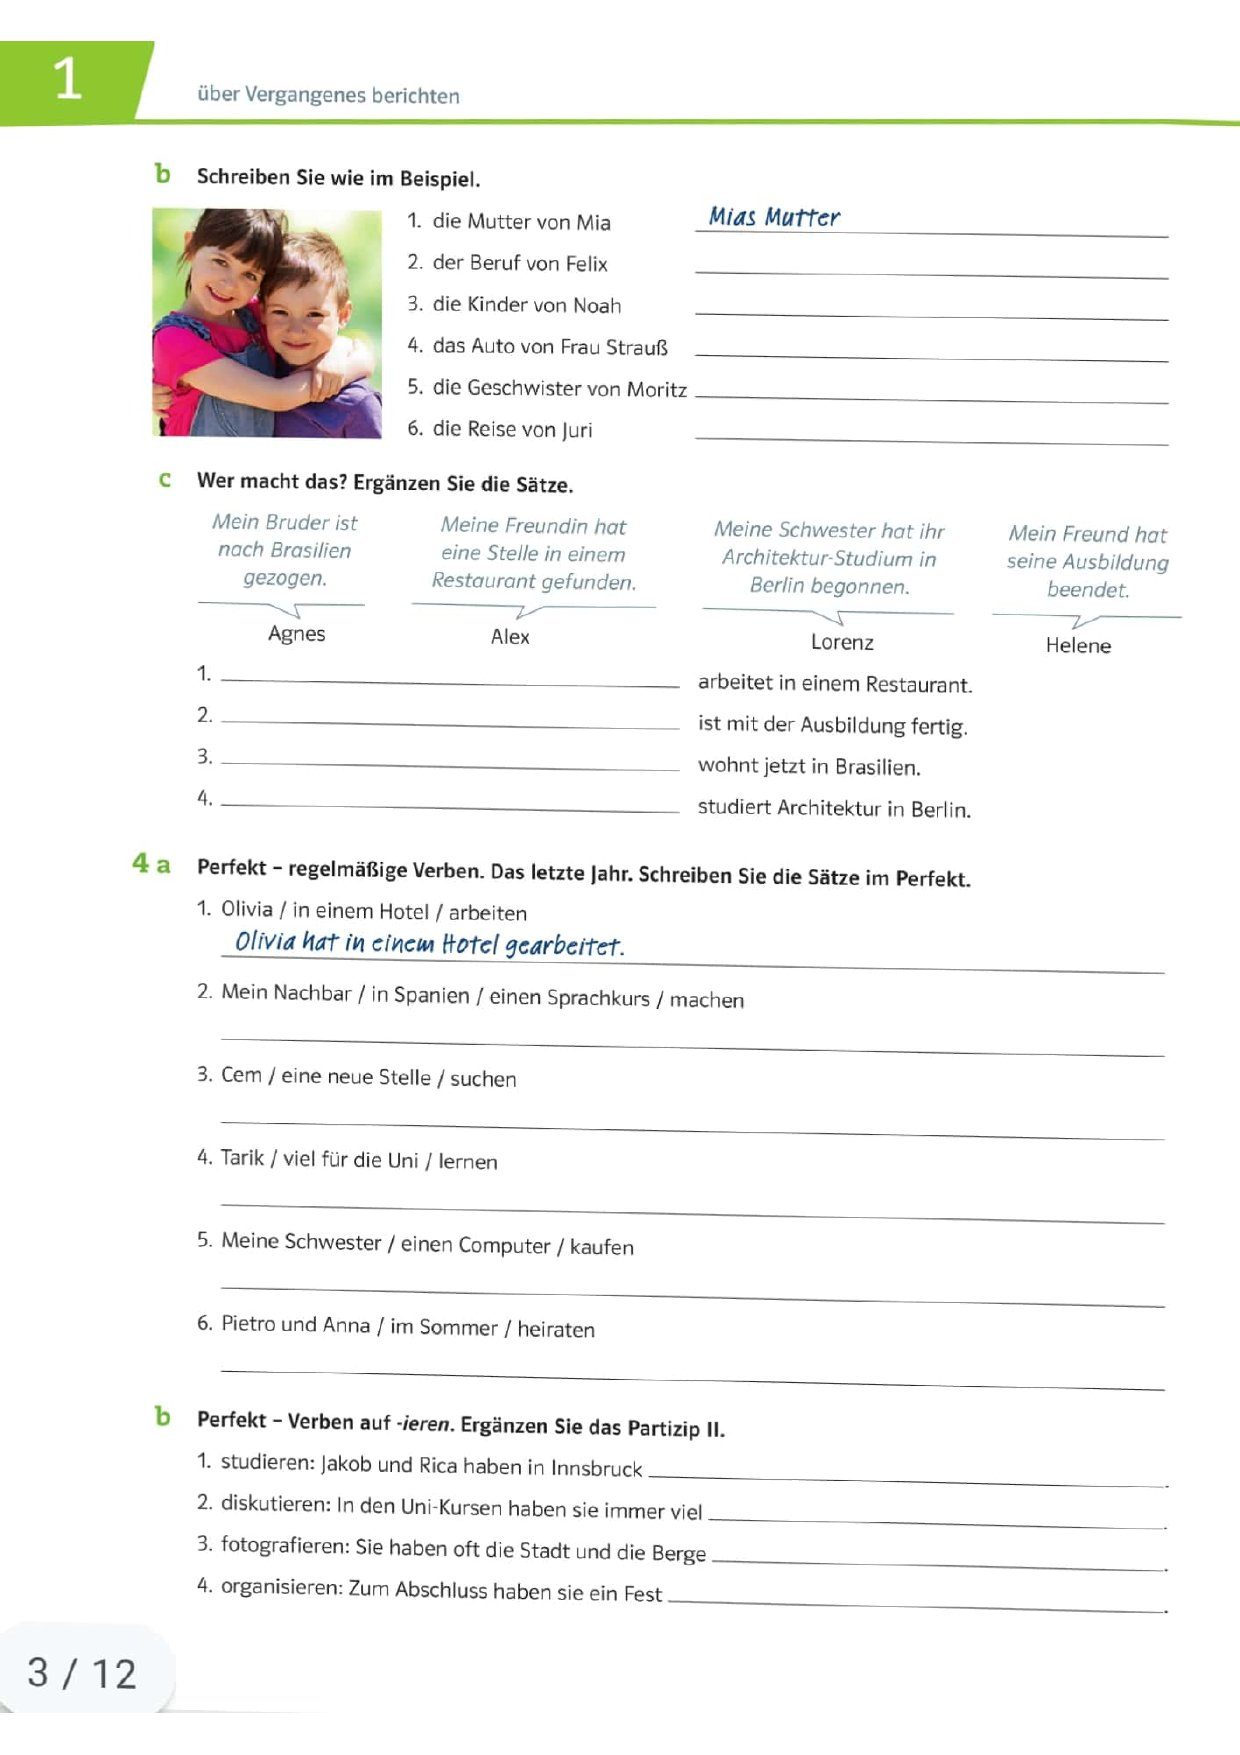 1
über Vergangenes berichten
b Schreiben Sie wie im Beispiel.
1. die Mutter von Mia Mias Mutter
2. der Beruf von Felix
3. die Kinder von Noah
4. das Auto von Frau Strauß
5. die Geschwister von Moritz
6. die Reise von Juri
c Wer macht das? Ergänzen Sie die Sätze.
Mein Bruder ist
nach Brasilien
gezogen.
Agnes
Meine Freundin hat
eine Stelle in einem
Restaurant gefunden.
Alex
Meine Schwester hat ihr
Architektur-Studium in
Berlin begonnen.
Lorenz
Mein Freund hat
seine Ausbildung
beendet.
Helene
1. arbeitet in einem Restaurant.
2. ist mit der Ausbildung fertig.
3. wohnt jetzt in Brasilien.
4. studiert Architektur in Berlin.
4 a Perfekt – regelmäßige Verben. Das letzte Jahr. Schreiben Sie die Sätze im Perfekt.
1. Olivia / in einem Hotel / arbeiten
Olivia hat in einem Hotel gearbeitet.
2. Mein Nachbar / in Spanien / einen Sprachkurs / machen
3. Cem / eine neue Stelle / suchen
4. Tarik / viel für die Uni / lernen
5. Meine Schwester / einen Computer / kaufen
6. Pietro und Anna / im Sommer / heiraten
b Perfekt – Verben auf -ieren. Ergänzen Sie das Partizip II.
1. studieren: Jakob und Rica haben in Innsbruck .
2. diskutieren: In den Uni-Kursen haben sie immer viel .
3. fotografieren: Sie haben oft die Stadt und die Berge .
4. organisieren: Zum Abschluss haben sie ein Fest .
3 / 12